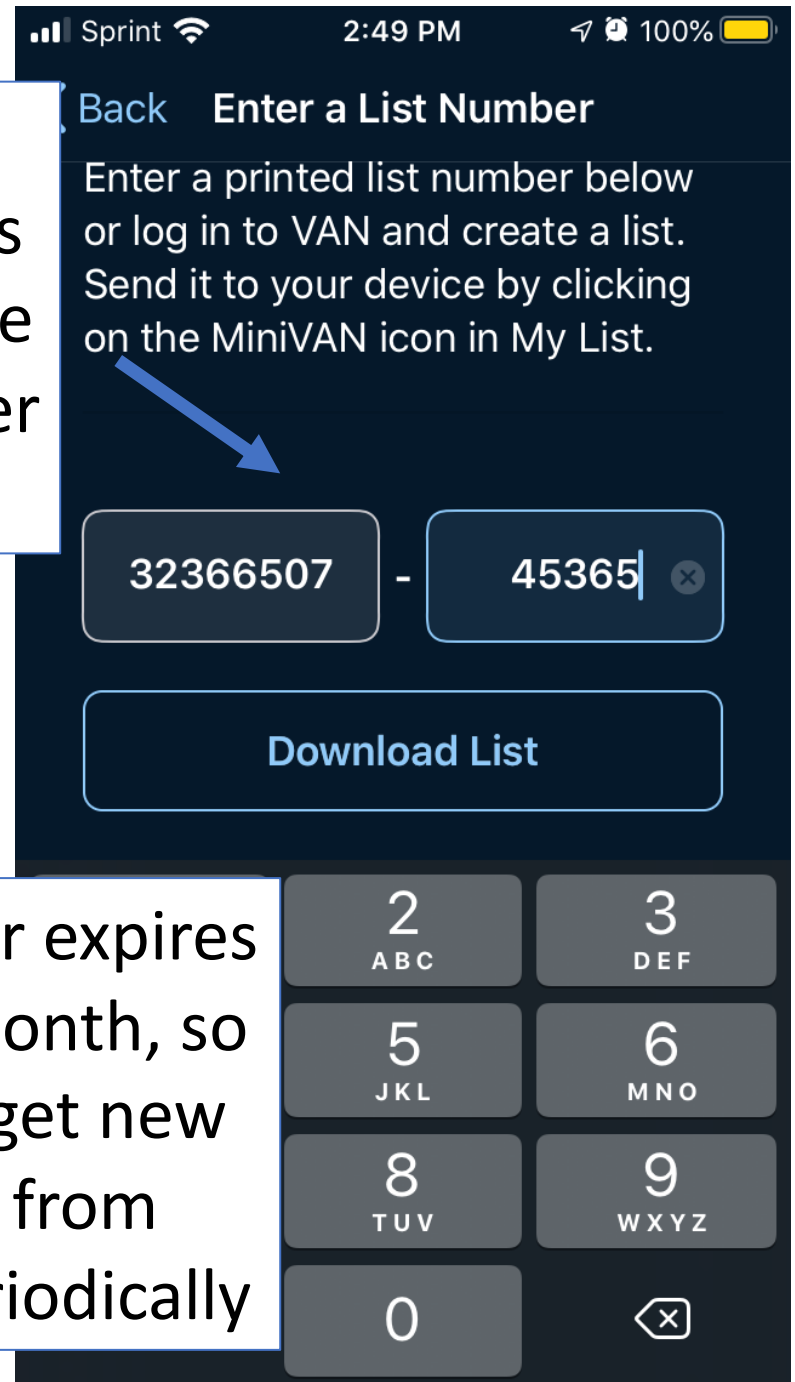 Sprint 2:49 PM 100%
Back Enter a List Number
Enter a printed list number below
or log in to VAN and create a list.
Send it to your device by clicking
on the MiniVAN icon in My List.
s
e
er
32366507 - 45365
Download List
r expires
onth, so
get new
from
riodically
2
ABC
3
DEF
5
JKL
6
MNO
8
TUV
9
WXYZ
0